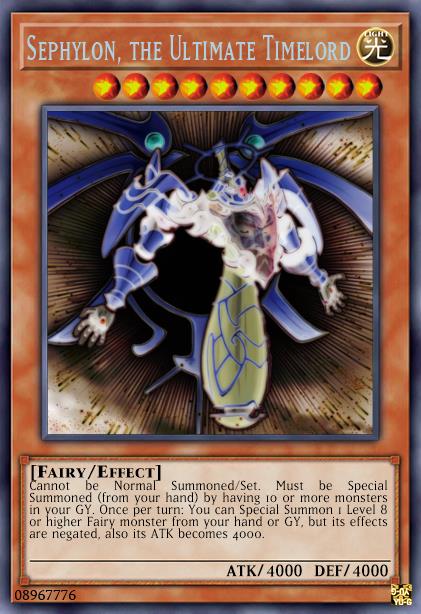 SEPHYLON, THE ULTIMATE TIMELORD
LIGHT
光
[FAIRY/EFFECT]
Cannot be Normal Summoned/Set. Must be Special
Summoned (from your hand) by having 10 or more monsters
in your GY. Once per turn: You can Special Summon 1 Level 8
or higher Fairy monster from your hand or GY, but its effects
are negated, also its ATK becomes 4000.
ATK/4000 DEF/4000
08967776